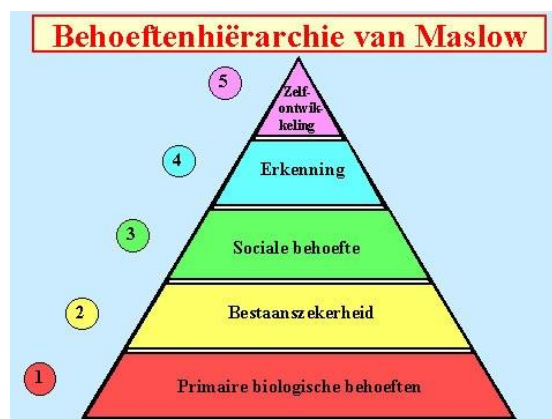 Behoeftenhiërarchie van Maslow
5
Zelf-
ontwik-
keling
4
Erkenning
3
Sociale behoefte
2
Bestaanszekerheid
1
Primaire biologische behoeften